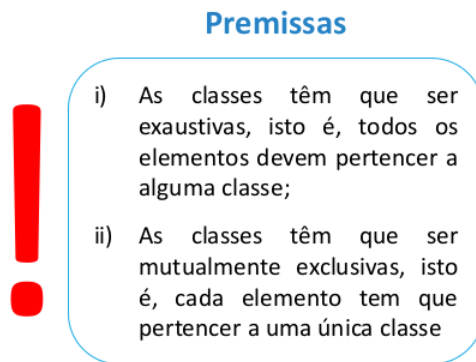 Premissas
!
i) As classes têm que ser
exaustivas, isto é, todos os
elementos devem pertencer a
alguma classe;
ii) As classes têm que ser
mutualmente exclusivas, isto
é, cada elemento tem que
pertencer a uma única classe